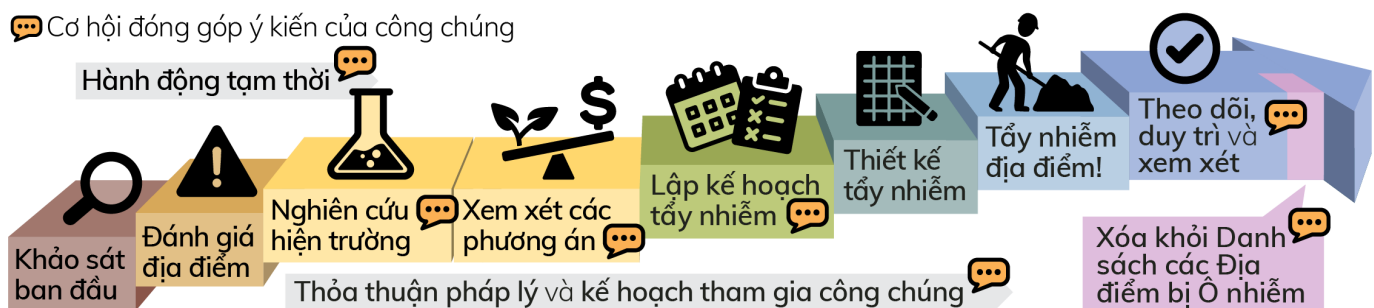 Cơ hội đóng góp ý kiến của công chúng
Hành động tạm thời
Khảo sát
ban đầu
Đánh giá
địa điểm
Nghiên cứu
hiện trường
Xem xét các
phương án
Lập kế hoạch
tẩy nhiễm
Thiết kế
tẩy nhiễm
Tẩy nhiễm
địa điểm!
Theo dõi,
duy trì và
xem xét
Xóa khỏi Danh
sách các Địa
điểm bị Ô nhiễm
Thỏa thuận pháp lý và kế hoạch tham gia công chúng